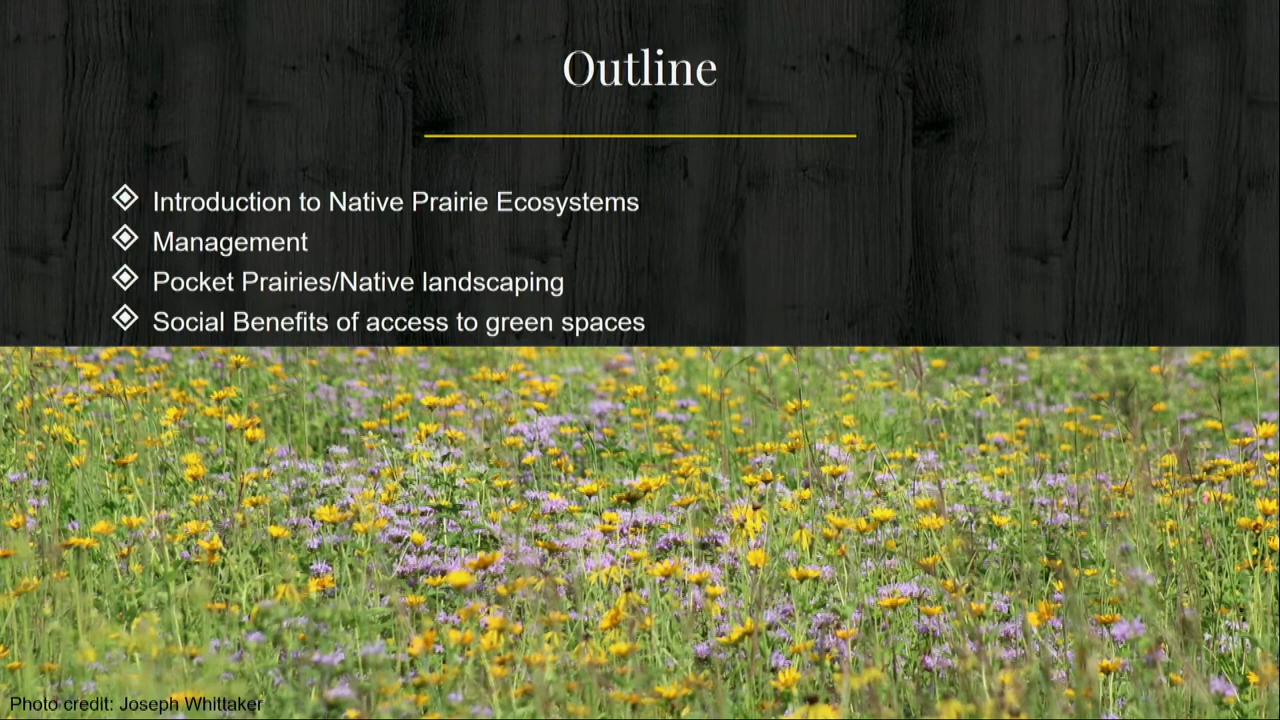 Outline
Introduction to Native Prairie Ecosystems
Management
Pocket Prairies/Native landscaping
Social Benefits of access to green spaces
Photo credit: Joseph Whittaker